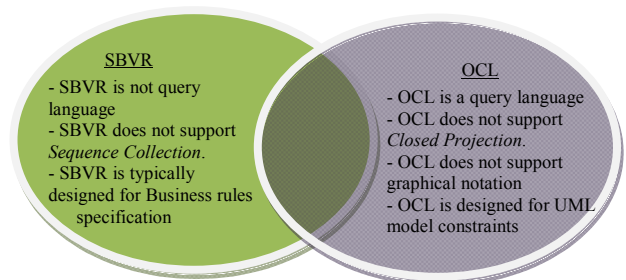 SBVR
- SBVR is not query
language
- SBVR does not support
Sequence Collection.
- SBVR is typically
designed for Business rules
specification
OCL
- OCL is a query language
- OCL does not support
Closed Projection.
- OCL does not support
graphical notation
- OCL is designed for UML
model constraints